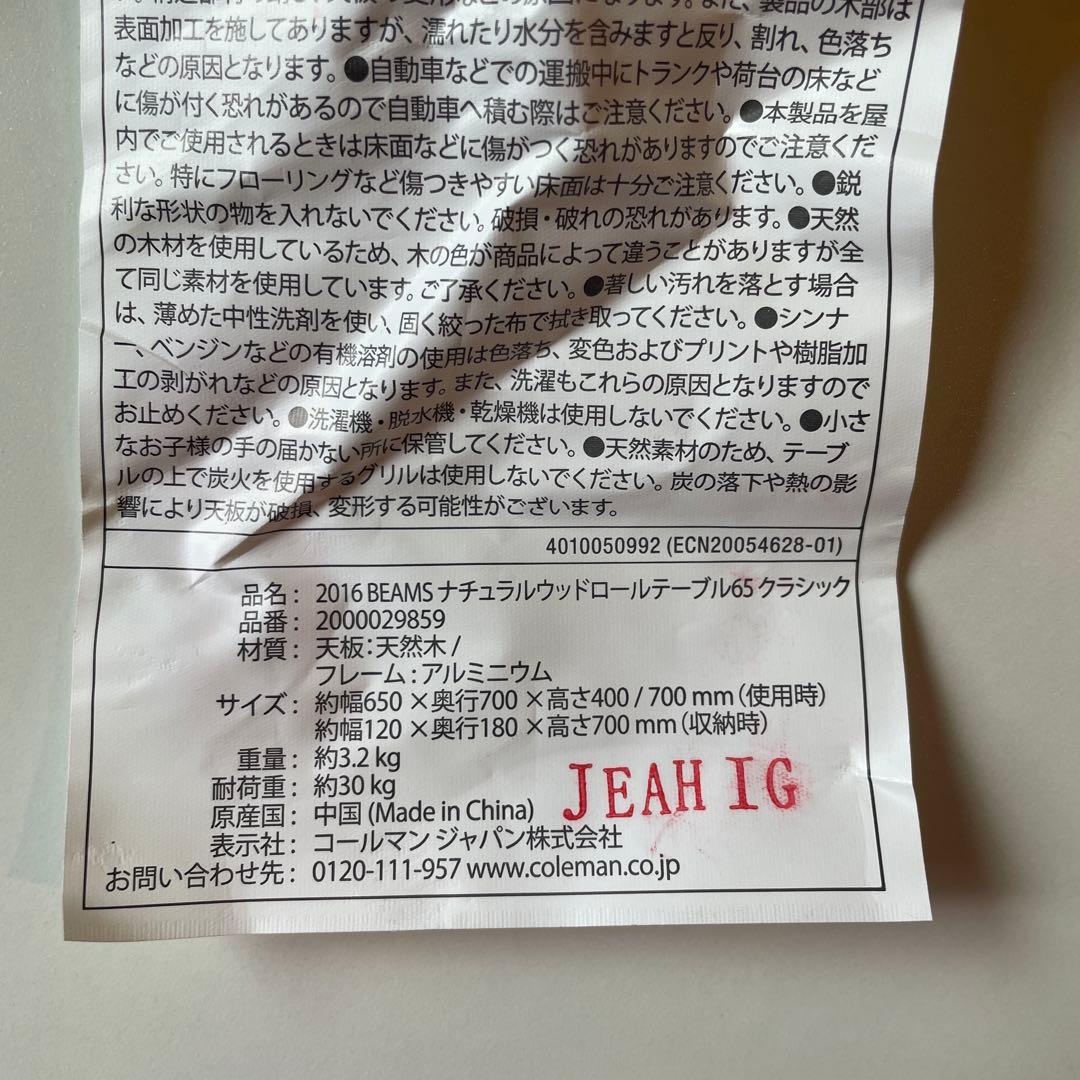 表面加工を施してありますが、濡れたり水分を含みますと反り、割れ、色落ち
などの原因となります。●自動車などでの運搬中にトランクや荷台の床など
に傷が付く恐れがあるので自動車へ積む際はご注意ください。●本製品を屋
内でご使用されるときは床面などに傷がつく恐れがありますのでご注意くだ
さい。特にフローリングなど傷つきやすい床面は十分ご注意ください。●鋭
利な形状の物を入れないでください。破損・破れの恐れがあります。●天然
の木材を使用しているため、木の色が商品によって違うことがありますが全
て同じ素材を使用しています。ご了承ください。●著しい汚れを落とす場合
は、薄めた中性洗剤を使い、固く絞った布で拭き取ってください。●シンナ
ー、ベンジンなどの有機溶剤の使用は色落ち、変色およびプリントや樹脂加
工の剥がれなどの原因となります。また、洗濯もこれらの原因となりますので
お止めください。●洗濯機・脱水機・乾燥機は使用しないでください。●小さ
なお子様の手の届かない所に保管してください。●天然素材のため、テーブ
ルの上で炭火を使用するグリルは使用しないでください。炭の落下や熱の影
響により天板が破損、変形する可能性がございます。
4010050992 (ECN20054628-01)
品名: 2016 BEAMS ナチュラルウッドロールテーブル65 クラシック
品番: 2000029859
材質: 天板:天然木 /
フレーム:アルミニウム
サイズ: 約幅650×奥行700×高さ400 / 700 mm(使用時)
約幅120×奥行180×高さ700 mm(収納時)
重量: 約3.2 kg
耐荷重: 約30 kg
原産国: 中国 (Made in China)
JEAH IG
表示社: コールマン ジャパン株式会社
お問い合わせ先: 0120-111-957 www.coleman.co.jp